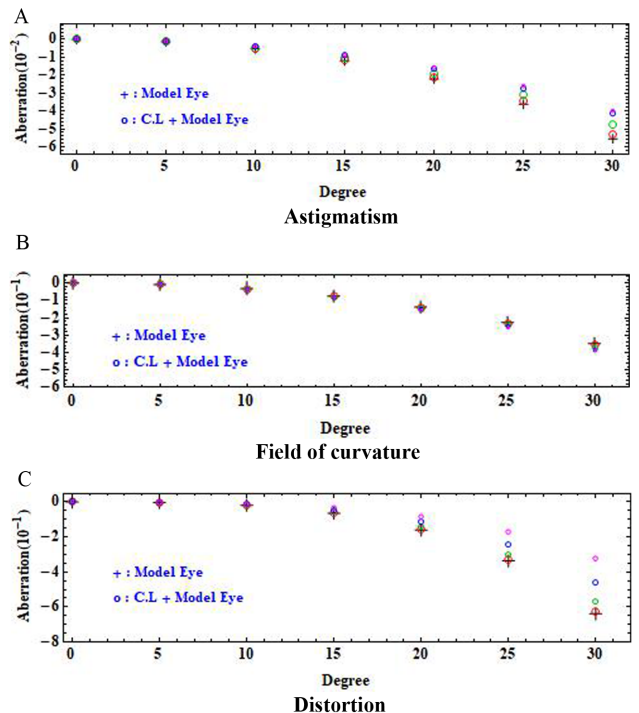 A
Aberration(10⁻²)
0
−1
−2
−3
−4
−5
−6
+ : Model Eye
o : C.L + Model Eye
0 5 10 15 20 25 30
Degree
Astigmatism
B
Aberration(10⁻¹)
0
−1
−2
−3
−4
−5
−6
+ : Model Eye
o : C.L + Model Eye
0 5 10 15 20 25 30
Degree
Field of curvature
C
Aberration(10⁻¹)
0
−2
−4
−6
−8
+ : Model Eye
o : C.L + Model Eye
0 5 10 15 20 25 30
Degree
Distortion